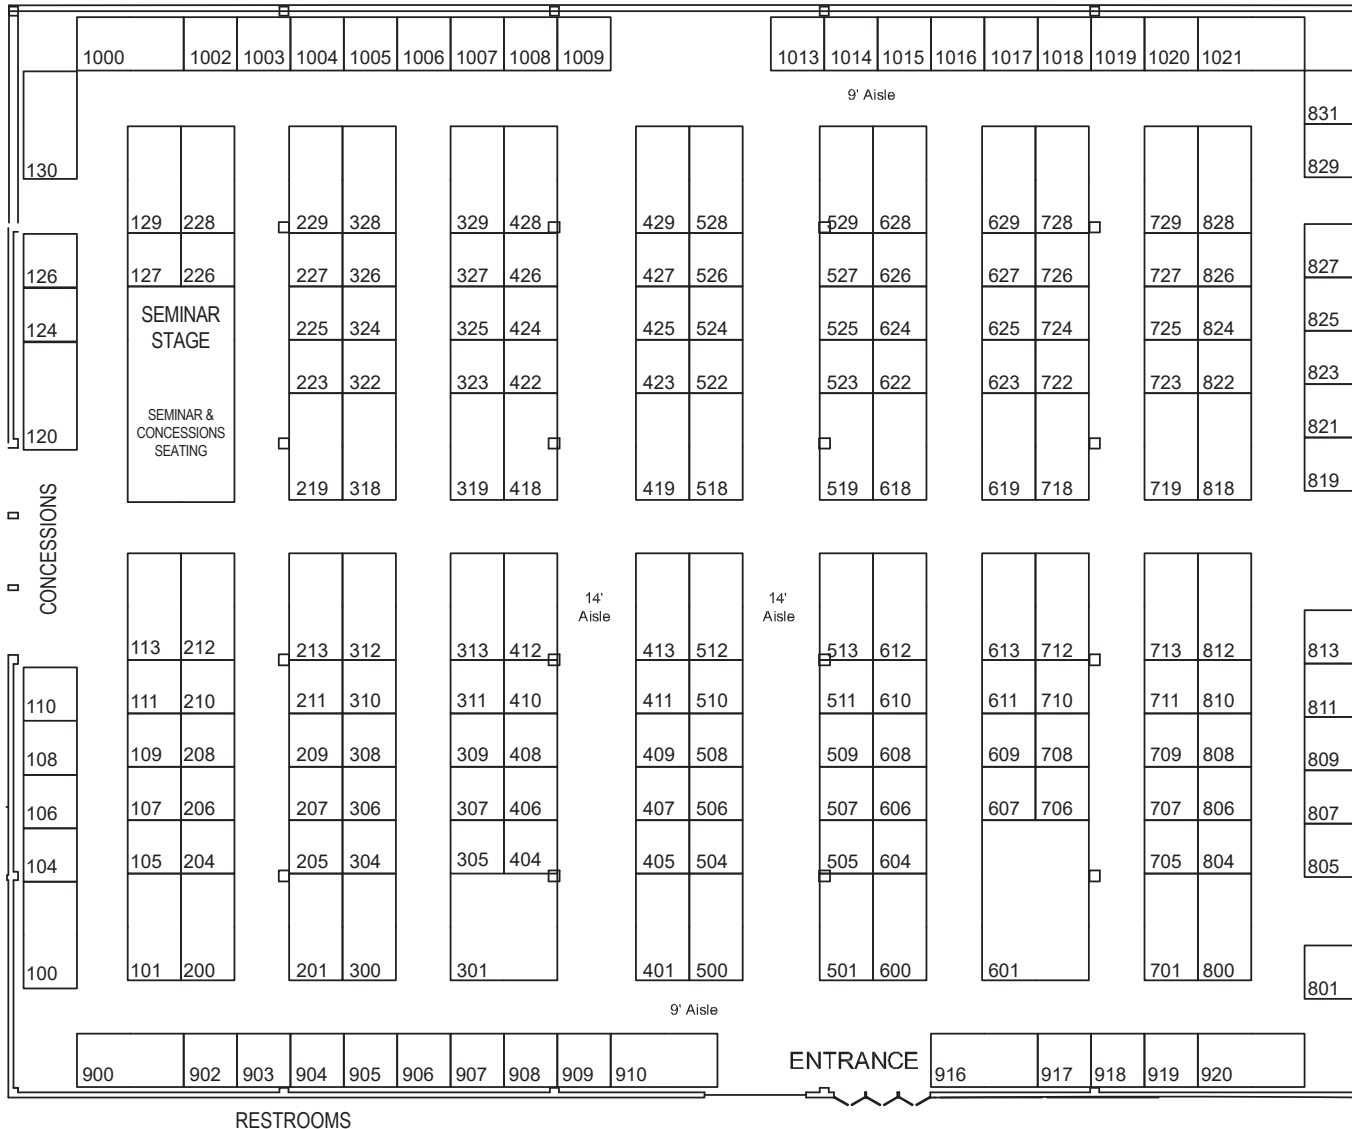 1000 1002 1003 1004 1005 1006 1007 1008 1009 1013 1014 1015 1016 1017 1018 1019 1020 1021
9' Aisle
831
829
130
129 228 229 328 329 428 429 528 529 628 629 728 729 828
827
126 127 226 227 326 327 426 427 526 527 626 627 726 727 826
SEMINAR
STAGE
124 225 324 325 424 425 524 525 624 625 724 725 824 825
223 322 323 422 423 522 523 622 623 722 723 822 823
SEMINAR &
CONCESSIONS
SEATING
120 821
219 318 319 418 419 518 519 618 619 718 719 818 819
CONCESSIONS
14'
Aisle
14'
Aisle
113 212 213 312 313 412 413 512 513 612 613 712 713 812 813
110 111 210 211 310 311 410 411 510 511 610 611 710 711 810 811
108 109 208 209 308 309 408 409 508 509 608 609 708 709 808 809
106 107 206 207 306 307 406 407 506 507 606 607 706 707 806 807
104 105 204 205 304 305 404 405 504 505 604 705 804 805
100 101 200 201 300 301 401 500 501 600 601 701 800 801
9' Aisle
ENTRANCE
900 902 903 904 905 906 907 908 909 910 916 917 918 919 920
RESTROOMS